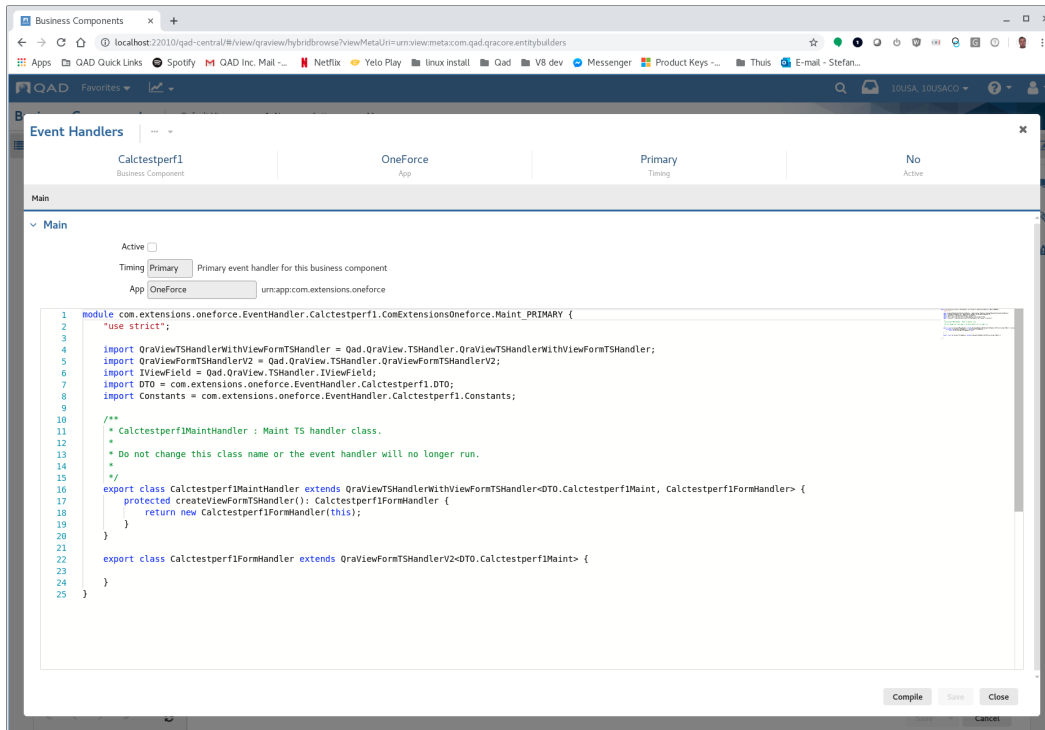 Business Components × +
localhost:22010/qad-central/#/view/qraview/hybridbrowse?viewMetaUri=urn:view:meta:com.qad.qracore.entitybuilders
Apps QAD Quick Links Spotify QAD Inc. Mail -... Netflix Yelo Play linux install Qad V8 dev Messenger Product Keys -... Thuis E-mail - Stefan...
QAD Favorites 10USA, 10USACO
Event Handlers
Calctestperf1 OneForce Primary No
Business Component App Timing Active
Main
Main
Active
Timing Primary Primary event handler for this business component
App OneForce urn:app:com.extensions.oneforce
1 module com.extensions.oneforce.EventHandler.Calctestperf1.ComExtensionsOneforce.Maint_PRIMARY {
2 "use strict";
3
4 import QraViewTSHandlerWithViewFormTSHandler = Qad.QraView.TSHandler.QraViewTSHandlerWithViewFormTSHandler;
5 import QraViewFormTSHandlerV2 = Qad.QraView.TSHandler.QraViewFormTSHandlerV2;
6 import IViewField = Qad.QraView.TSHandler.IViewField;
7 import DTO = com.extensions.oneforce.EventHandler.Calctestperf1.DTO;
8 import Constants = com.extensions.oneforce.EventHandler.Calctestperf1.Constants;
9
10 /**
11 * Calctestperf1MaintHandler : Maint TS handler class.
12 *
13 * Do not change this class name or the event handler will no longer run.
14 *
15 */
16 export class Calctestperf1MaintHandler extends QraViewTSHandlerWithViewFormTSHandler<DTO.Calctestperf1Maint, Calctestperf1FormHandler> {
17 protected createViewFormTSHandler(): Calctestperf1FormHandler {
18 return new Calctestperf1FormHandler(this);
19 }
20 }
21
22 export class Calctestperf1FormHandler extends QraViewFormTSHandlerV2<DTO.Calctestperf1Maint> {
23
24 }
25 }
Compile Save Close
Cancel